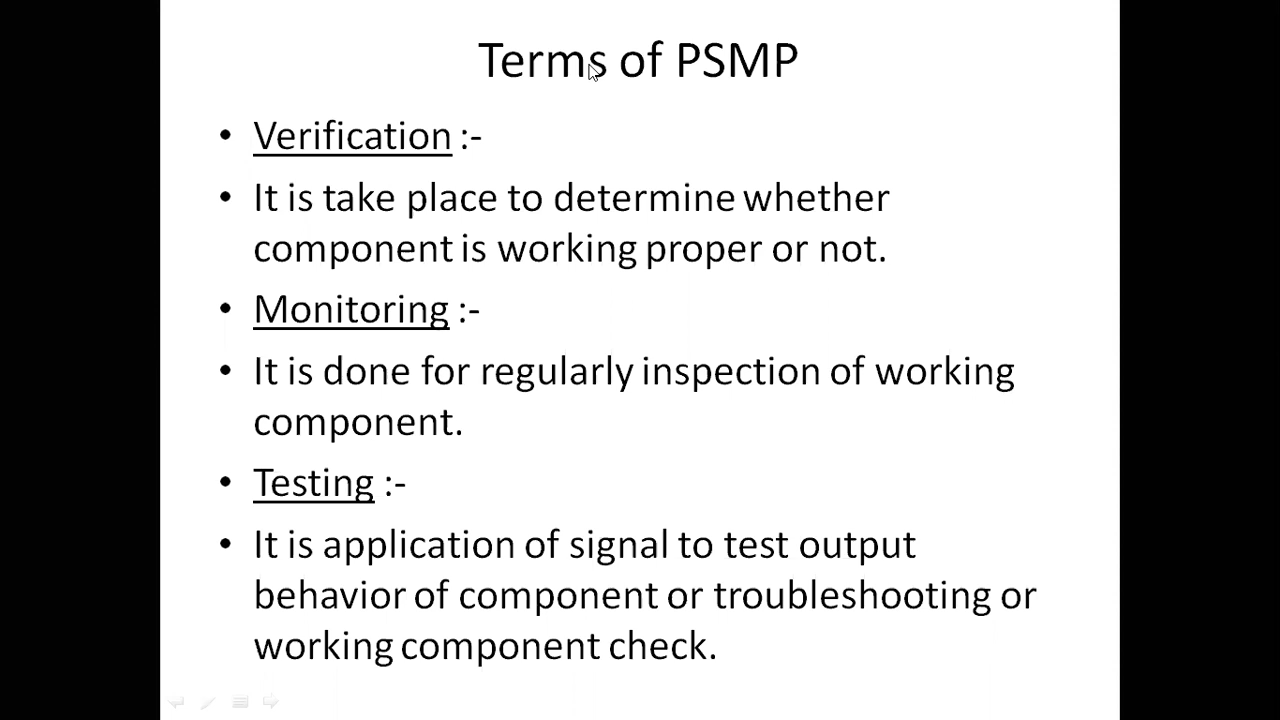 Terms of PSMP
• Verification :-
• It is take place to determine whether
component is working proper or not.
• Monitoring :-
• It is done for regularly inspection of working
component.
• Testing :-
• It is application of signal to test output
behavior of component or troubleshooting or
working component check.